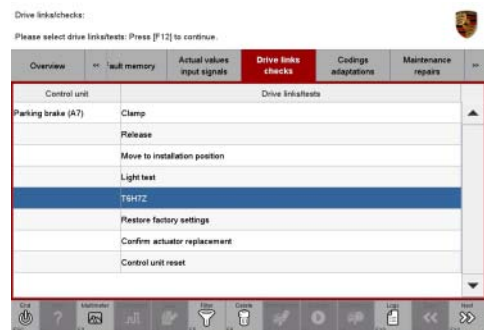 Drive links/checks:
Please select drive links/tests: Press [F12] to continue.
Overview
<<
'ault memory
Actual values
input signals
Drive links
checks
Codings
adaptations
Maintenance
repairs
>>
Control unit
Drive links/tests
Parking brake (A7)
Clamp
Release
Move to installation position
Light test
T6H7Z
Restore factory settings
Confirm actuator replacement
Control unit reset
End
?
Multimeter
Filter
Delete
Logs
<<
Next
>>